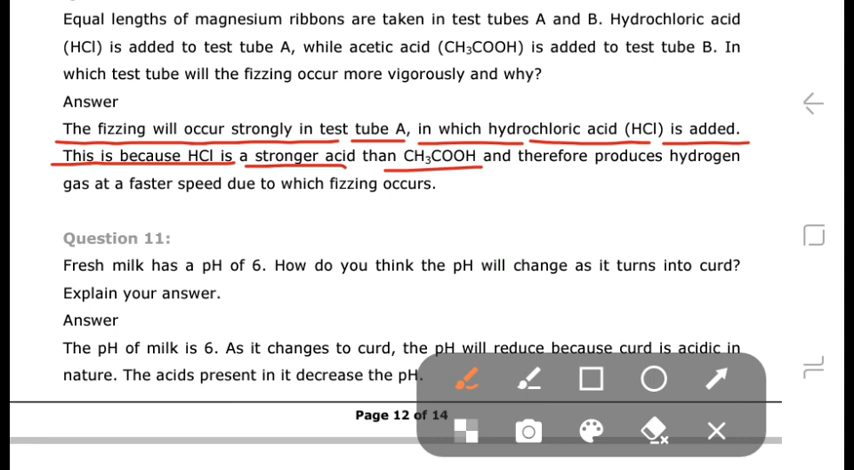 Equal lengths of magnesium ribbons are taken in test tubes A and B. Hydrochloric acid
(HCl) is added to test tube A, while acetic acid (CH₃COOH) is added to test tube B. In
which test tube will the fizzing occur more vigorously and why?
Answer
The fizzing will occur strongly in test tube A, in which hydrochloric acid (HCl) is added.
This is because HCl is a stronger acid than CH₃COOH and therefore produces hydrogen
gas at a faster speed due to which fizzing occurs.
Question 11:
Fresh milk has a pH of 6. How do you think the pH will change as it turns into curd?
Explain your answer.
Answer
The pH of milk is 6. As it changes to curd, the pH will reduce because curd is acidic in
nature. The acids present in it decrease the pH.
Page 12 of 14